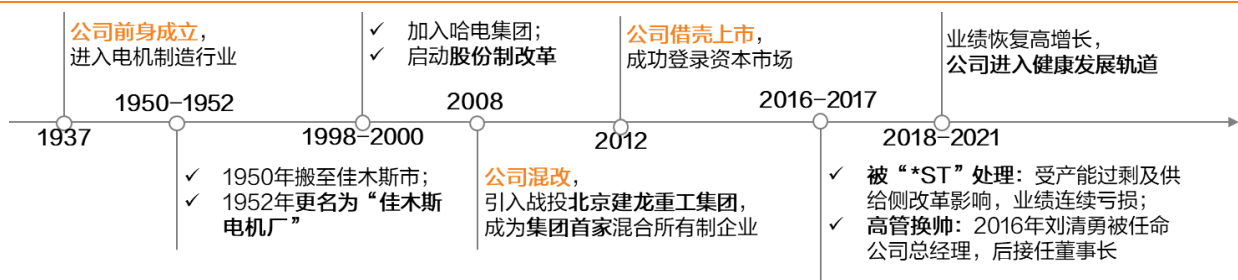 公司前身成立，
进入电机制造行业
1937
1950-1952
✓ 1950年搬至佳木斯市；
✓ 1952年更名为“佳木斯
电机厂”
✓ 加入哈电集团；
✓ 启动股份制改革
1998-2000
2008
公司混改，
引入战投北京建龙重工集团，
成为集团首家混合所有制企业
公司借壳上市，
成功登录资本市场
2012
2016-2017
✓ 被“*ST”处理：受产能过剩及供
给侧改革影响，业绩连续亏损；
✓ 高管换帅：2016年刘清勇被任命
公司总经理，后接任董事长
业绩恢复高增长，
公司进入健康发展轨道
2018-2021